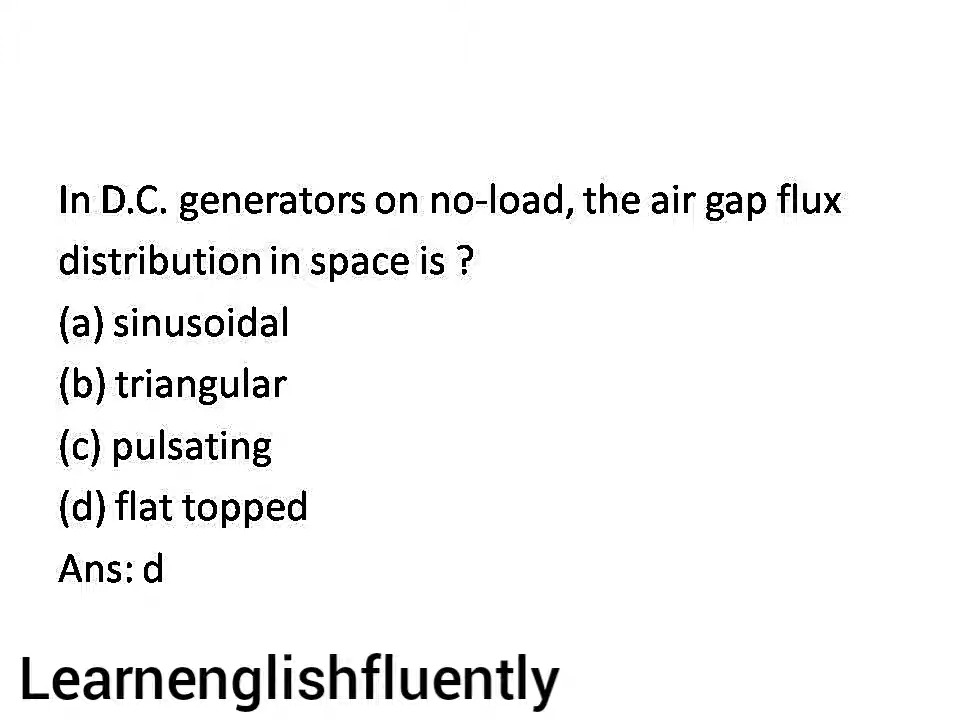 In D.C. generators on no-load, the air gap flux
distribution in space is ?
(a) sinusoidal
(b) triangular
(c) pulsating
(d) flat topped
Ans: d
Learnenglishfluently